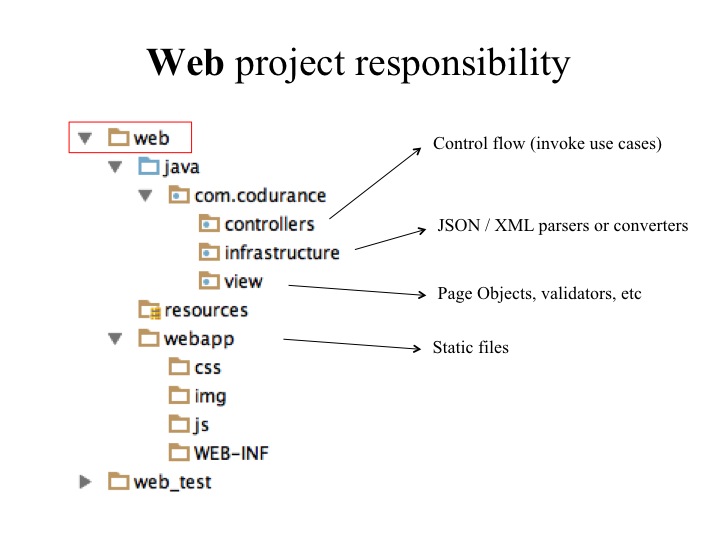 Web project responsibility
web
java
com.codurance
controllers
infrastructure
view
resources
webapp
css
img
js
WEB-INF
web_test
Control flow (invoke use cases)
JSON / XML parsers or converters
Page Objects, validators, etc
Static files